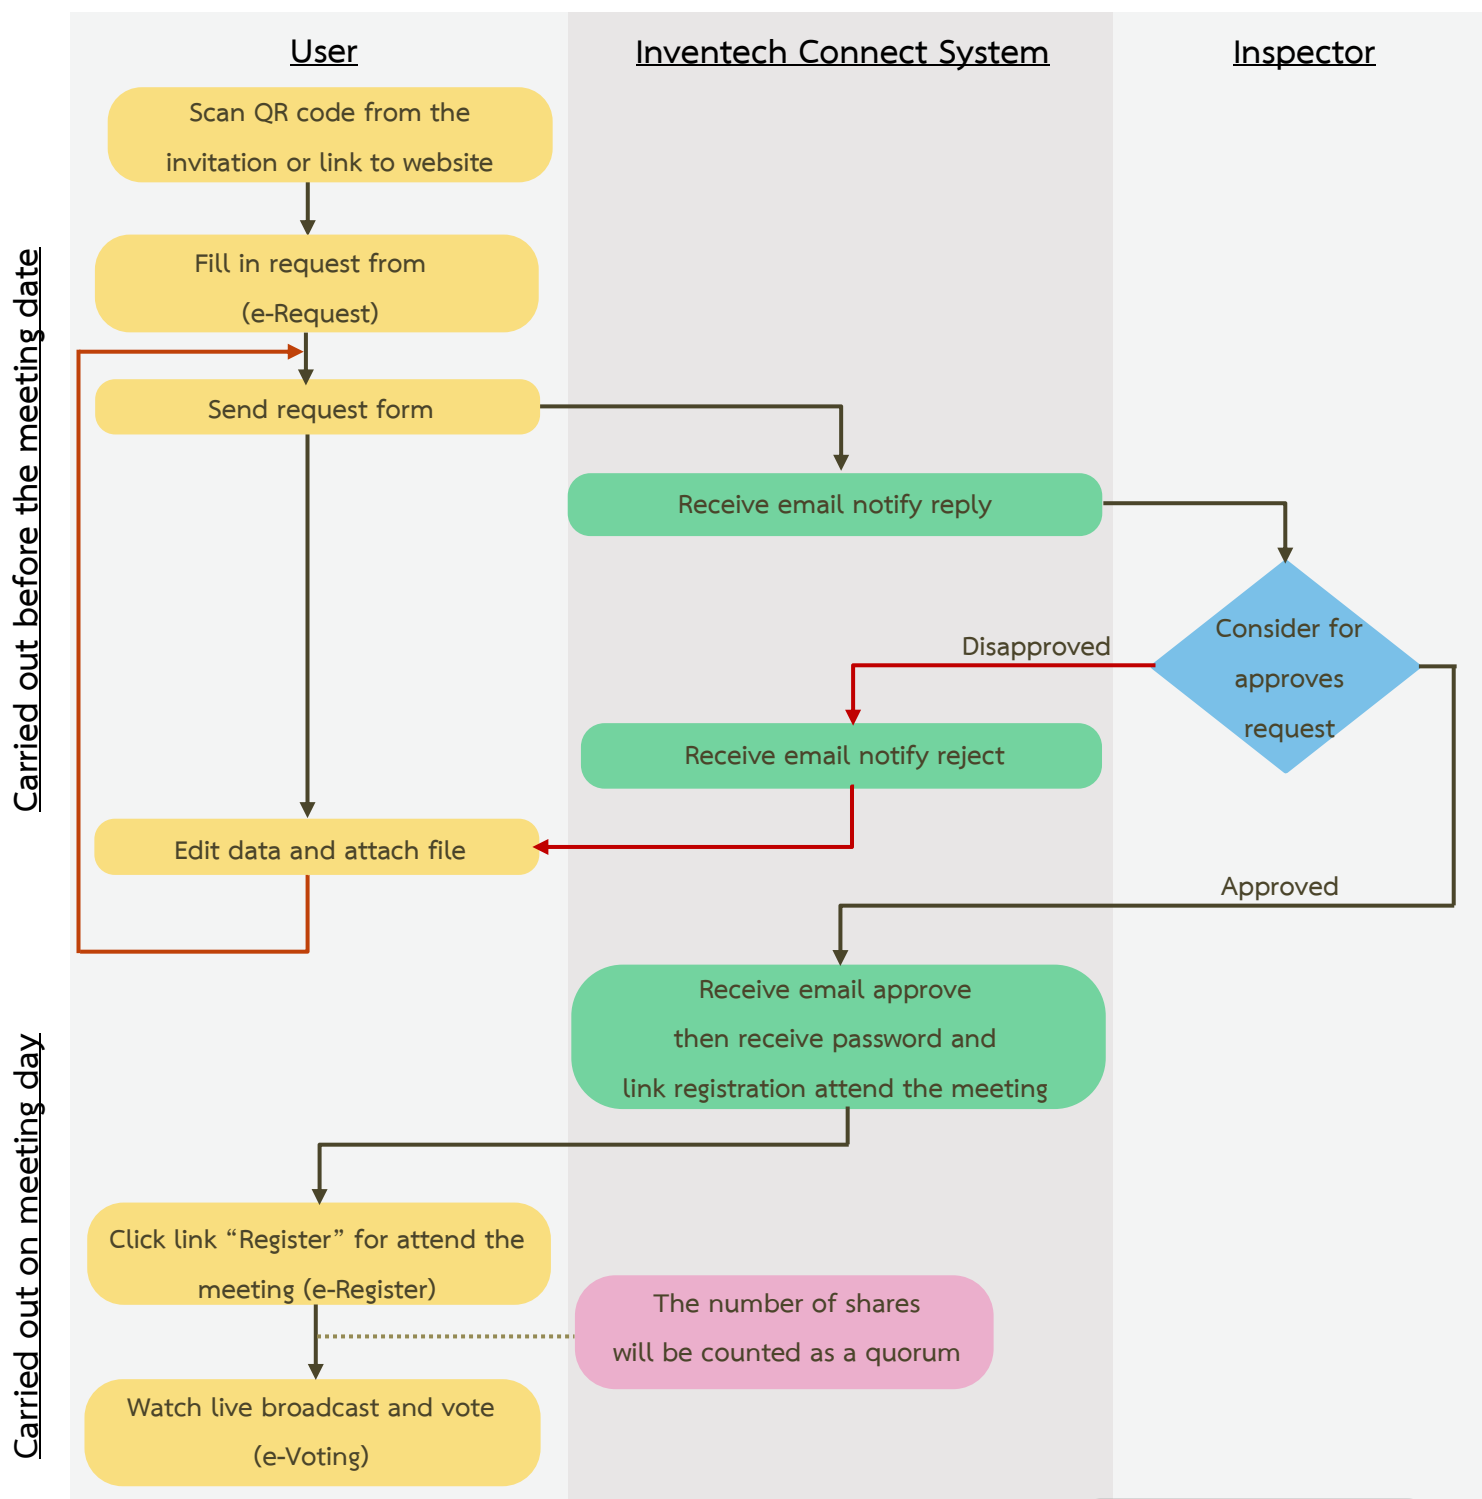 User
Inventech Connect System
Inspector
Carried out before the meeting date
Scan QR code from the
invitation or link to website
Fill in request from
(e-Request)
Send request form
Receive email notify reply
Consider for
approves
request
Disapproved
Receive email notify reject
Edit data and attach file
Approved
Receive email approve
then receive password and
link registration attend the meeting
Carried out on meeting day
Click link “Register” for attend the
meeting (e-Register)
The number of shares
will be counted as a quorum
Watch live broadcast and vote
(e-Voting)